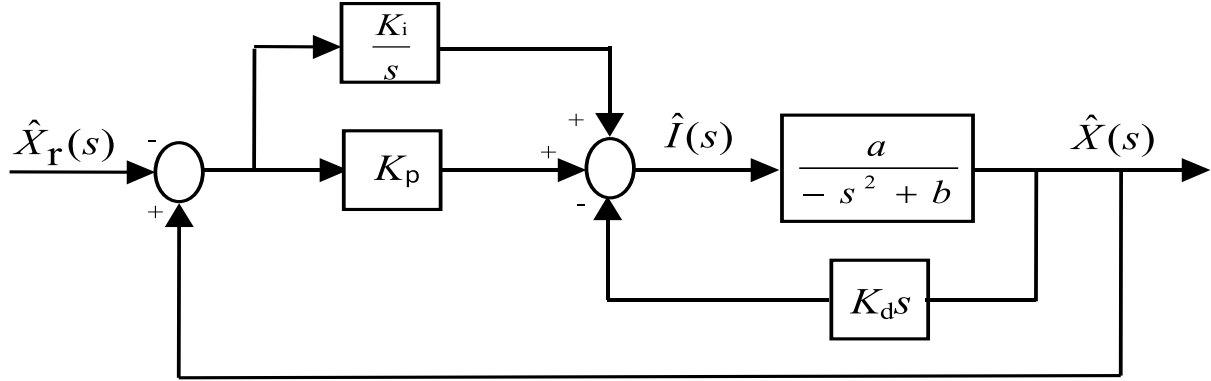 Ki
s
+
X̂r(s)
-
Kp
+
Î(s)
a
- s² + b
X̂(s)
+
-
Kds